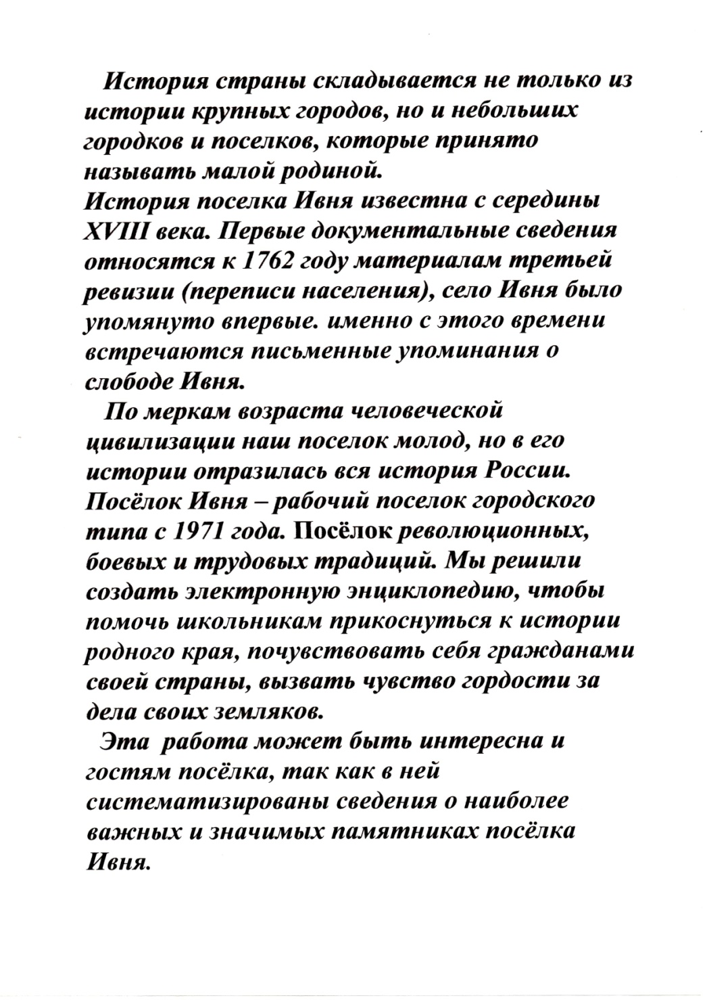 История страны складывается не только из
истории крупных городов, но и небольших
городков и поселков, которые принято
называть малой родиной.
История поселка Ивня известна с середины
XVIII века. Первые документальные сведения
относятся к 1762 году материалам третьей
ревизии (переписи населения), село Ивня было
упомянуто впервые. именно с этого времени
встречаются письменные упоминания о
слободе Ивня.
По меркам возраста человеческой
цивилизации наш поселок молод, но в его
истории отразилась вся история России.
Посёлок Ивня – рабочий поселок городского
типа с 1971 года. Посёлок революционных,
боевых и трудовых традиций. Мы решили
создать электронную энциклопедию, чтобы
помочь школьникам прикоснуться к истории
родного края, почувствовать себя гражданами
своей страны, вызвать чувство гордости за
дела своих земляков.
Эта работа может быть интересна и
гостям посёлка, так как в ней
систематизированы сведения о наиболее
важных и значимых памятниках посёлка
Ивня.